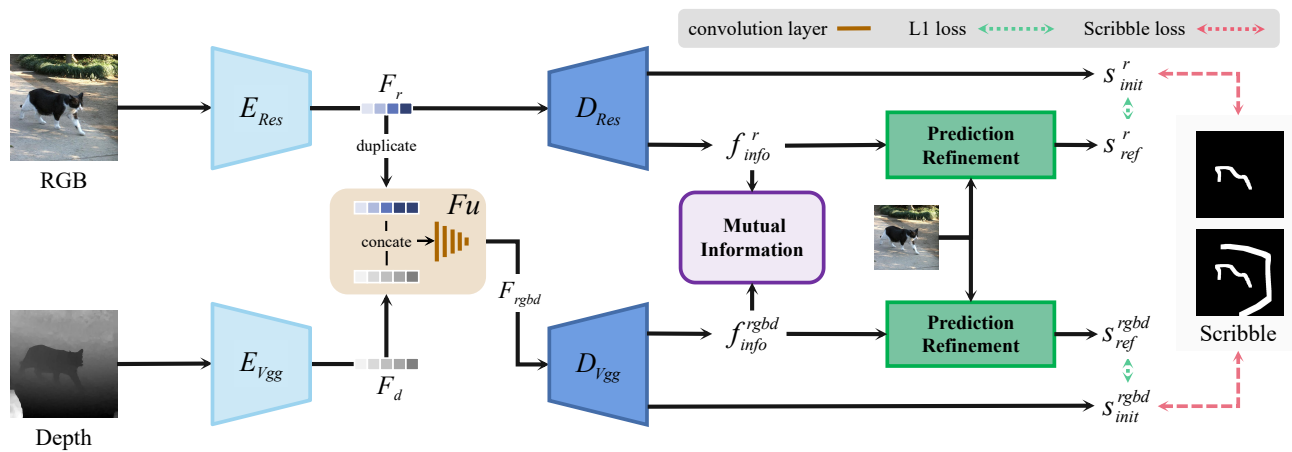 convolution layer L1 loss Scribble loss
RGB
E_Res
F_r
duplicate
Fu
concate
F_rgbd
Depth
E_Vgg
F_d
D_Res
D_Vgg
f^r_info
Mutual
Information
f^rgbd_info
Prediction
Refinement
Prediction
Refinement
s^r_init
s^r_ref
s^rgbd_ref
s^rgbd_init
Scribble